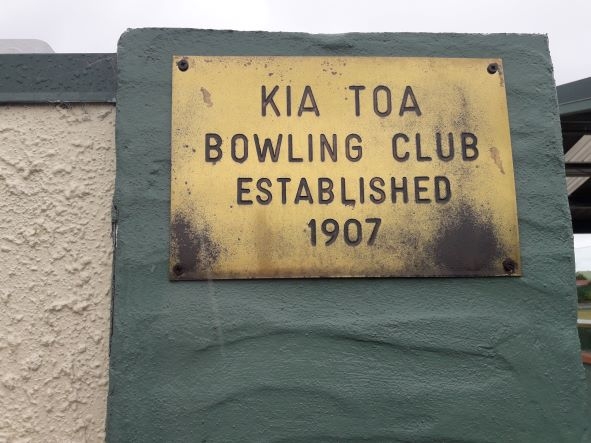 KIA TOA
BOWLING CLUB
ESTABLISHED
1907